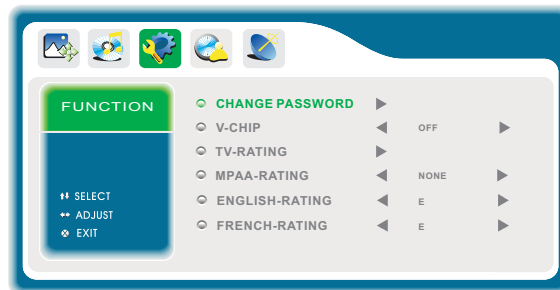 FUNCTION
SELECT
ADJUST
EXIT
CHANGE PASSWORD
V-CHIP OFF
TV-RATING
MPAA-RATING NONE
ENGLISH-RATING E
FRENCH-RATING E